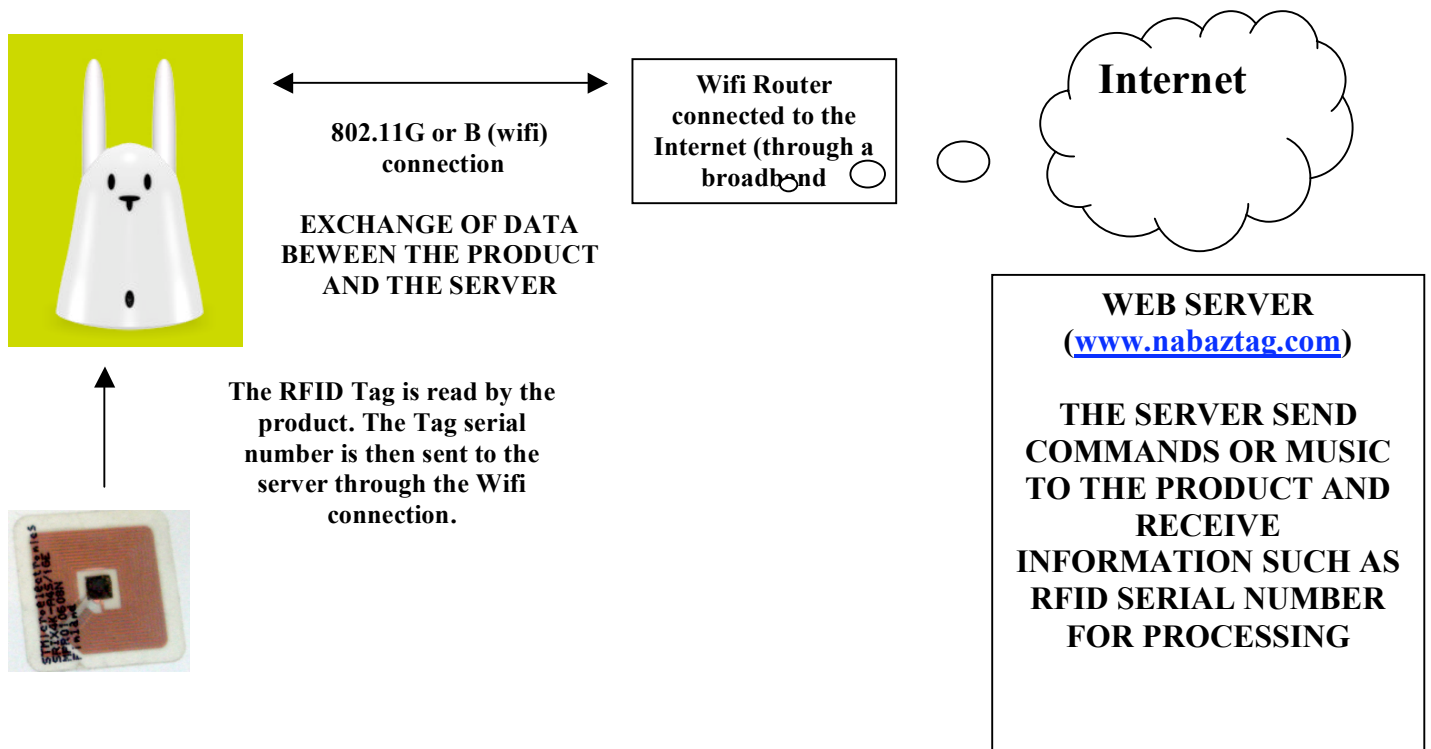 802.11G or B (wifi)
connection
EXCHANGE OF DATA
BEWEEN THE PRODUCT
AND THE SERVER
Wifi Router
connected to the
Internet (through a
broadband
Internet
WEB SERVER
(www.nabaztag.com)
THE SERVER SEND
COMMANDS OR MUSIC
TO THE PRODUCT AND
RECEIVE
INFORMATION SUCH AS
RFID SERIAL NUMBER
FOR PROCESSING
The RFID Tag is read by the
product. The Tag serial
number is then sent to the
server through the Wifi
connection.
STMicroelectronics
Finland